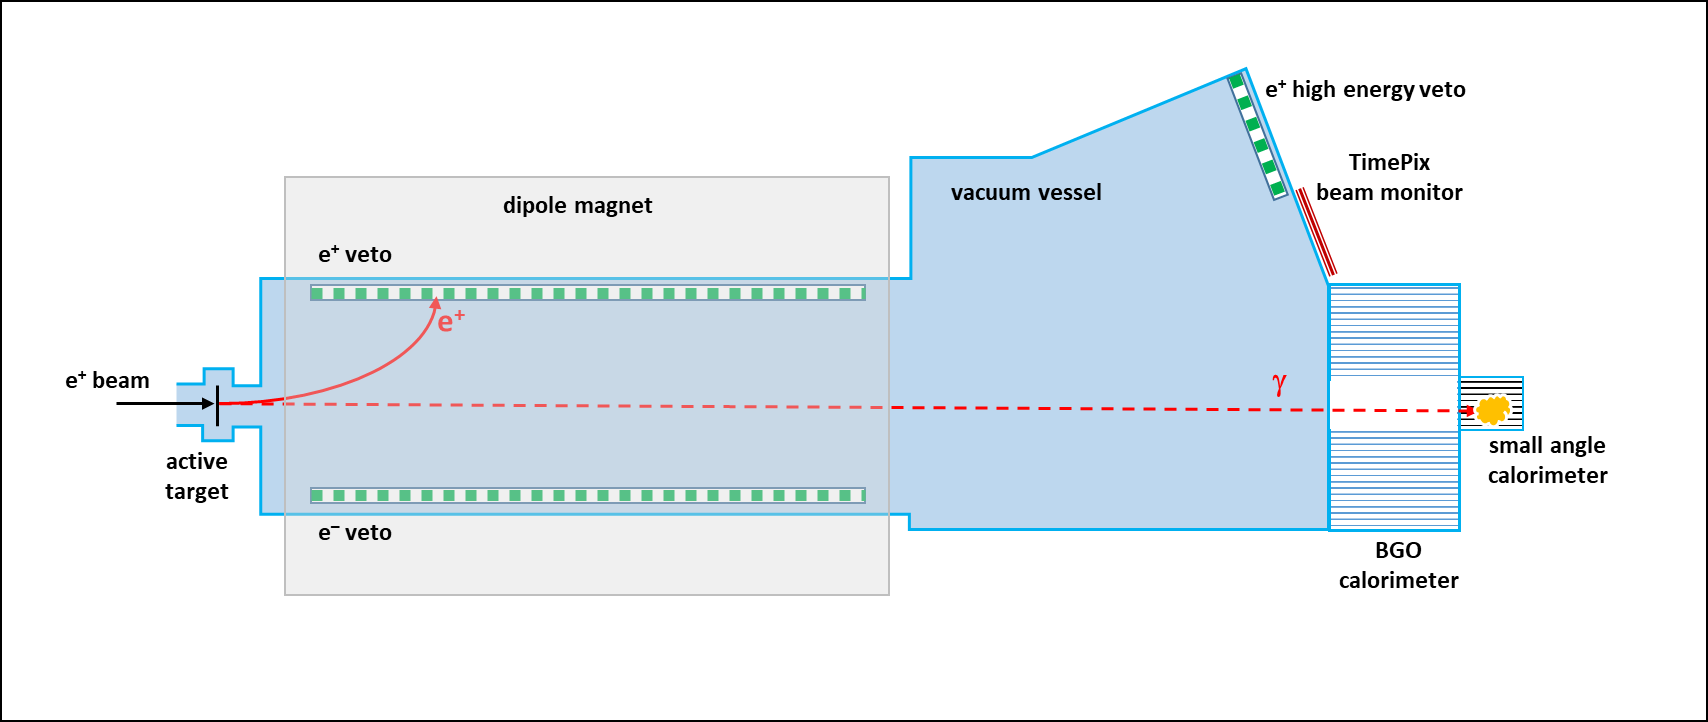 e⁺ high energy veto
TimePix
beam monitor
vacuum vessel
dipole magnet
e⁺ veto
e⁺
e⁺ beam
γ
active
target
small angle
calorimeter
e⁻ veto
BGO
calorimeter